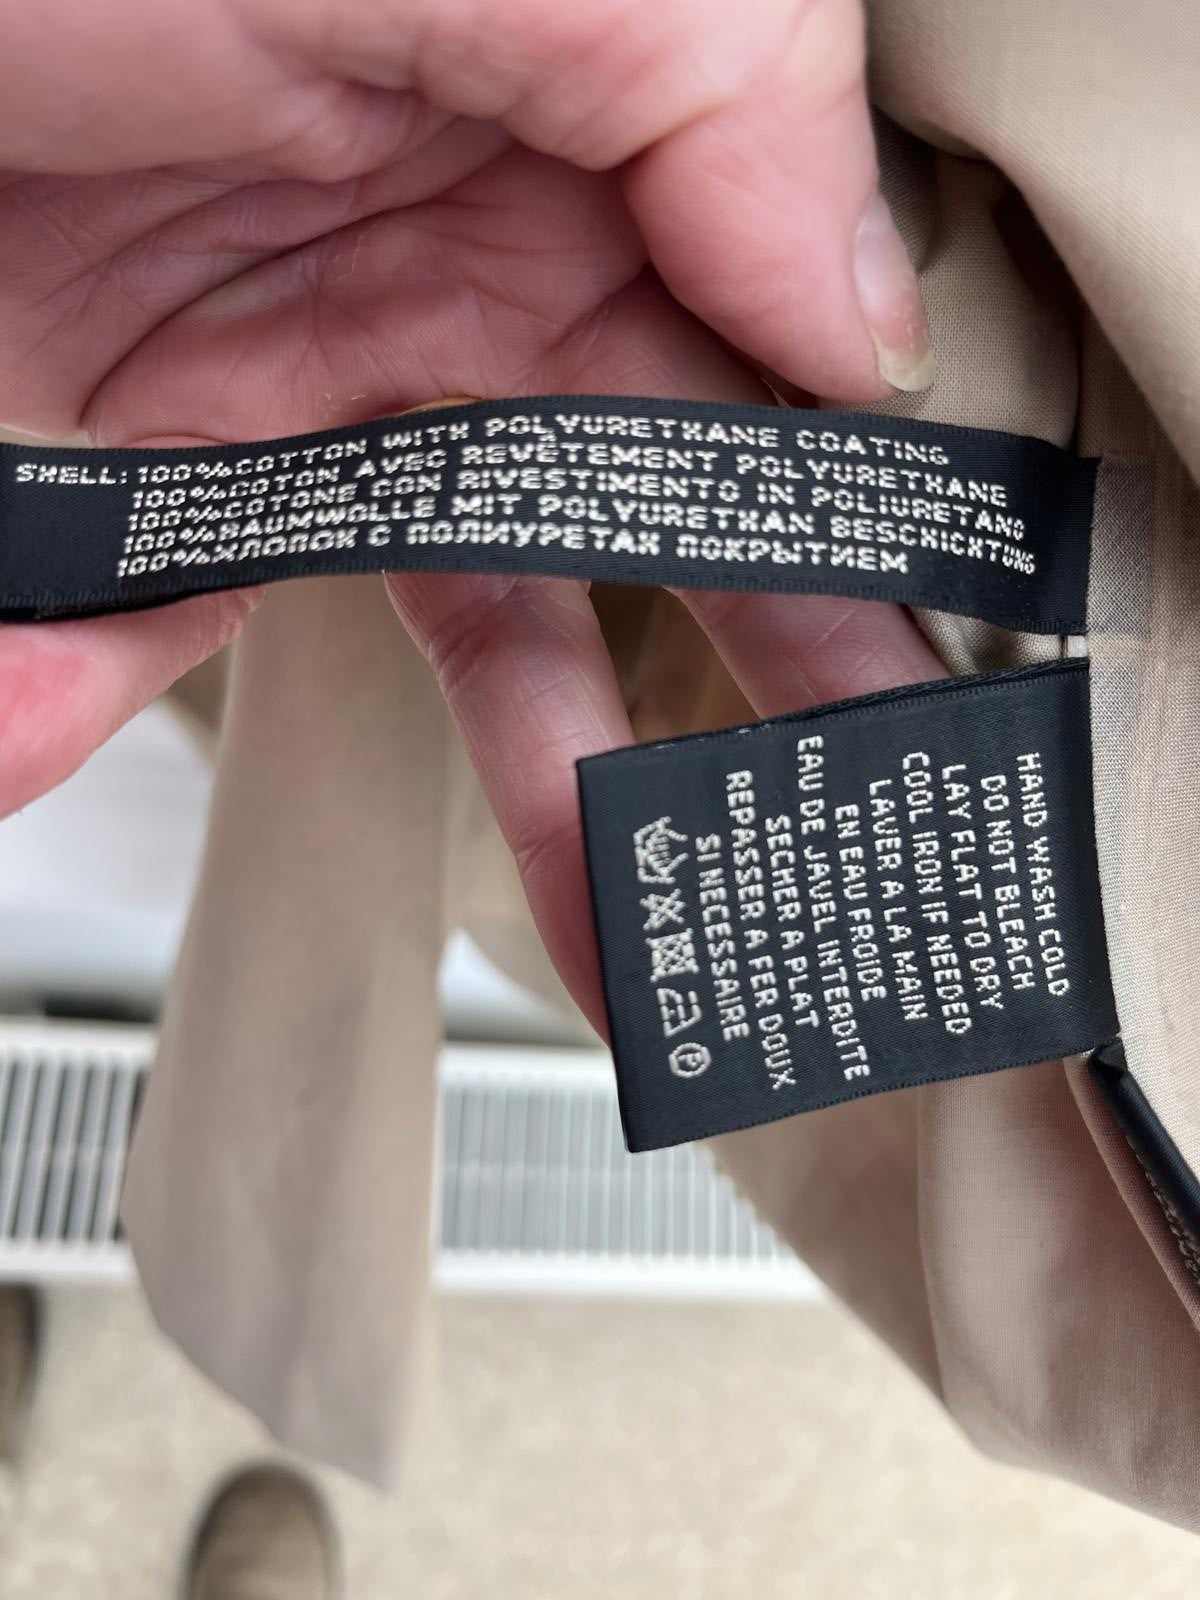 SHELL: 100%COTTON WITH POLYURETHANE COATING
100%COTON AVEC REVÊTEMENT POLYURETHANE
100%COTONE CON RIVESTIMENTO IN POLIURETANO
100%BAUMWOLLE MIT POLYURETHAN BESCHICHTUNG
100%ХЛОПОК С ПОЛИУРЕТАН ПОКРЫТИЕМ
HAND WASH COLD
DO NOT BLEACH
LAY FLAT TO DRY
COOL IRON IF NEEDED
LAVER A LA MAIN
EN EAU FROIDE
EAU DE JAVEL INTERDITE
SECHER A PLAT
REPASSER A FER DOUX
SI NECESSAIRE
P